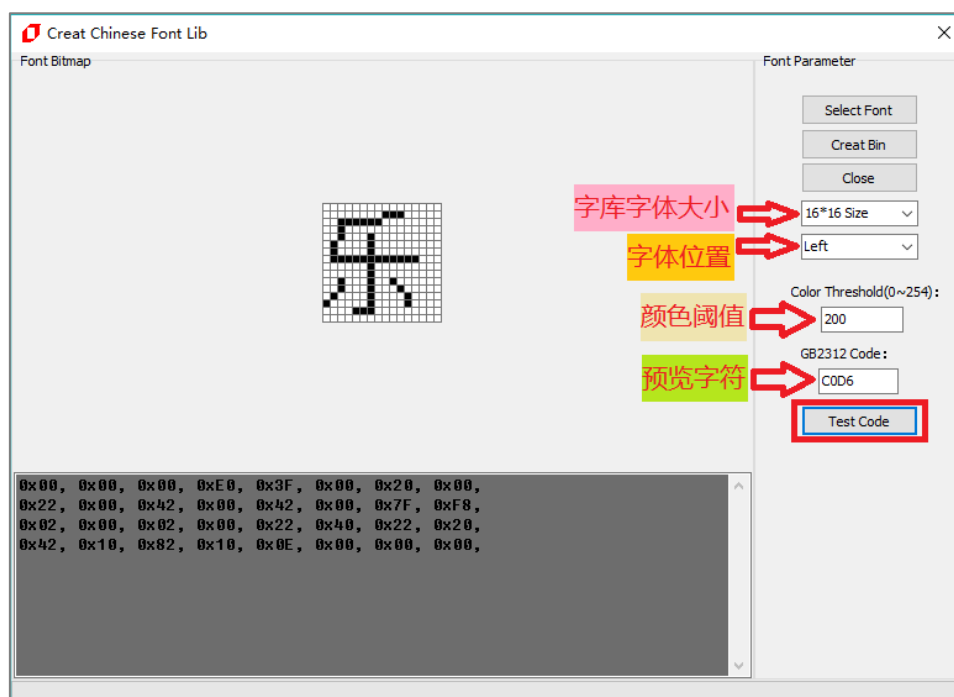 Creat Chinese Font Lib
Font Bitmap
Font Parameter
Select Font
Creat Bin
Close
字库字体大小
16*16 Size
字体位置
Left
Color Threshold(0~254):
颜色阈值
200
GB2312 Code:
预览字符
C0D6
Test Code
乐
0x00, 0x00, 0x00, 0xE0, 0x3F, 0x00, 0x20, 0x00,
0x22, 0x00, 0x42, 0x00, 0x42, 0x00, 0x7F, 0xF8,
0x02, 0x00, 0x02, 0x00, 0x22, 0x40, 0x22, 0x20,
0x42, 0x10, 0x82, 0x10, 0x0E, 0x00, 0x00, 0x00,